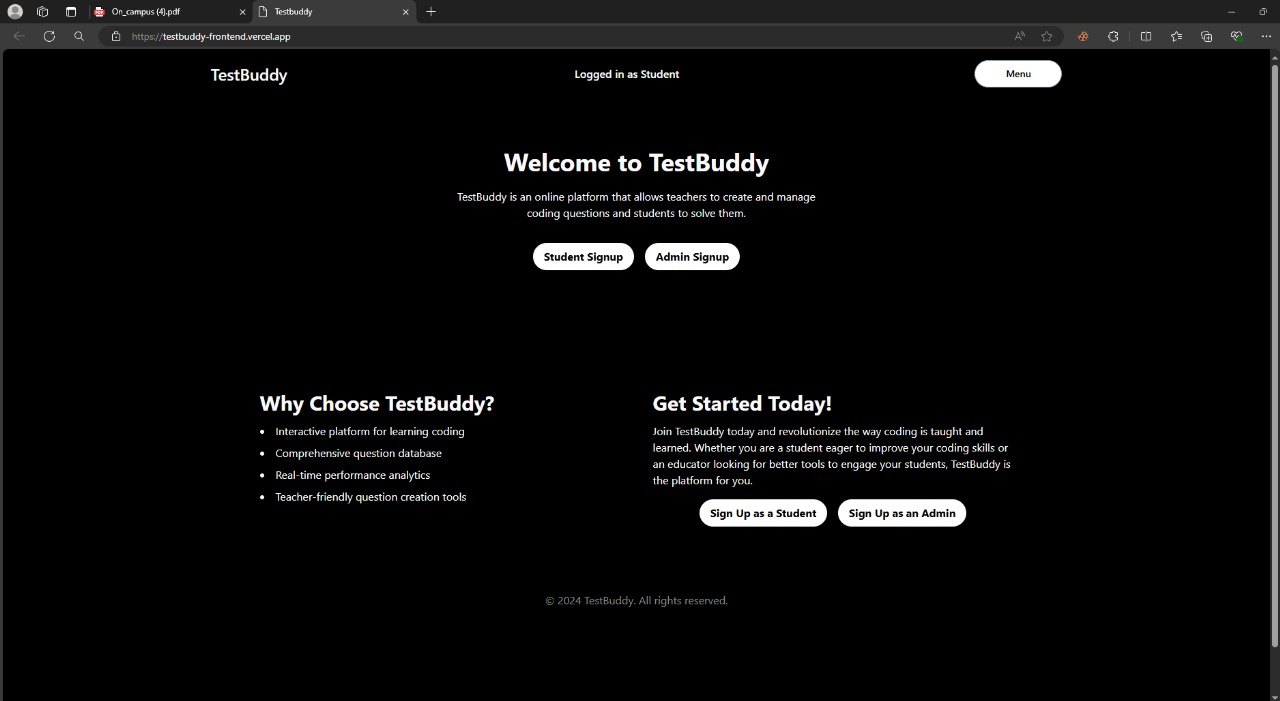 On_campus (4).pdf
Testbuddy
https://testbuddy-frontend.vercel.app
TestBuddy
Logged in as Student
Menu
Welcome to TestBuddy
TestBuddy is an online platform that allows teachers to create and manage
coding questions and students to solve them.
Student Signup
Admin Signup
Why Choose TestBuddy?
• Interactive platform for learning coding
• Comprehensive question database
• Real-time performance analytics
• Teacher-friendly question creation tools
Get Started Today!
Join TestBuddy today and revolutionize the way coding is taught and
learned. Whether you are a student eager to improve your coding skills or
an educator looking for better tools to engage your students, TestBuddy is
the platform for you.
Sign Up as a Student
Sign Up as an Admin
© 2024 TestBuddy. All rights reserved.